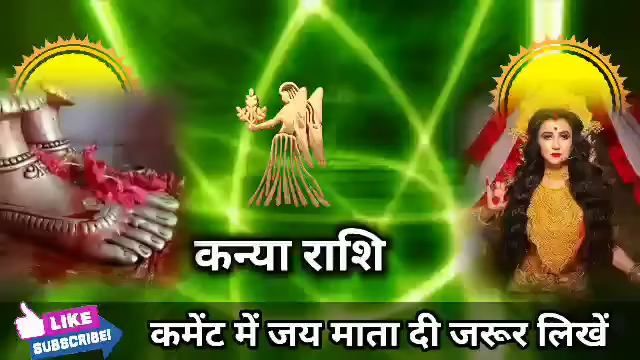 कन्या राशि
LIKE
SUBSCRIBE!
कमेंट में जय माता दी जरूर लिखें